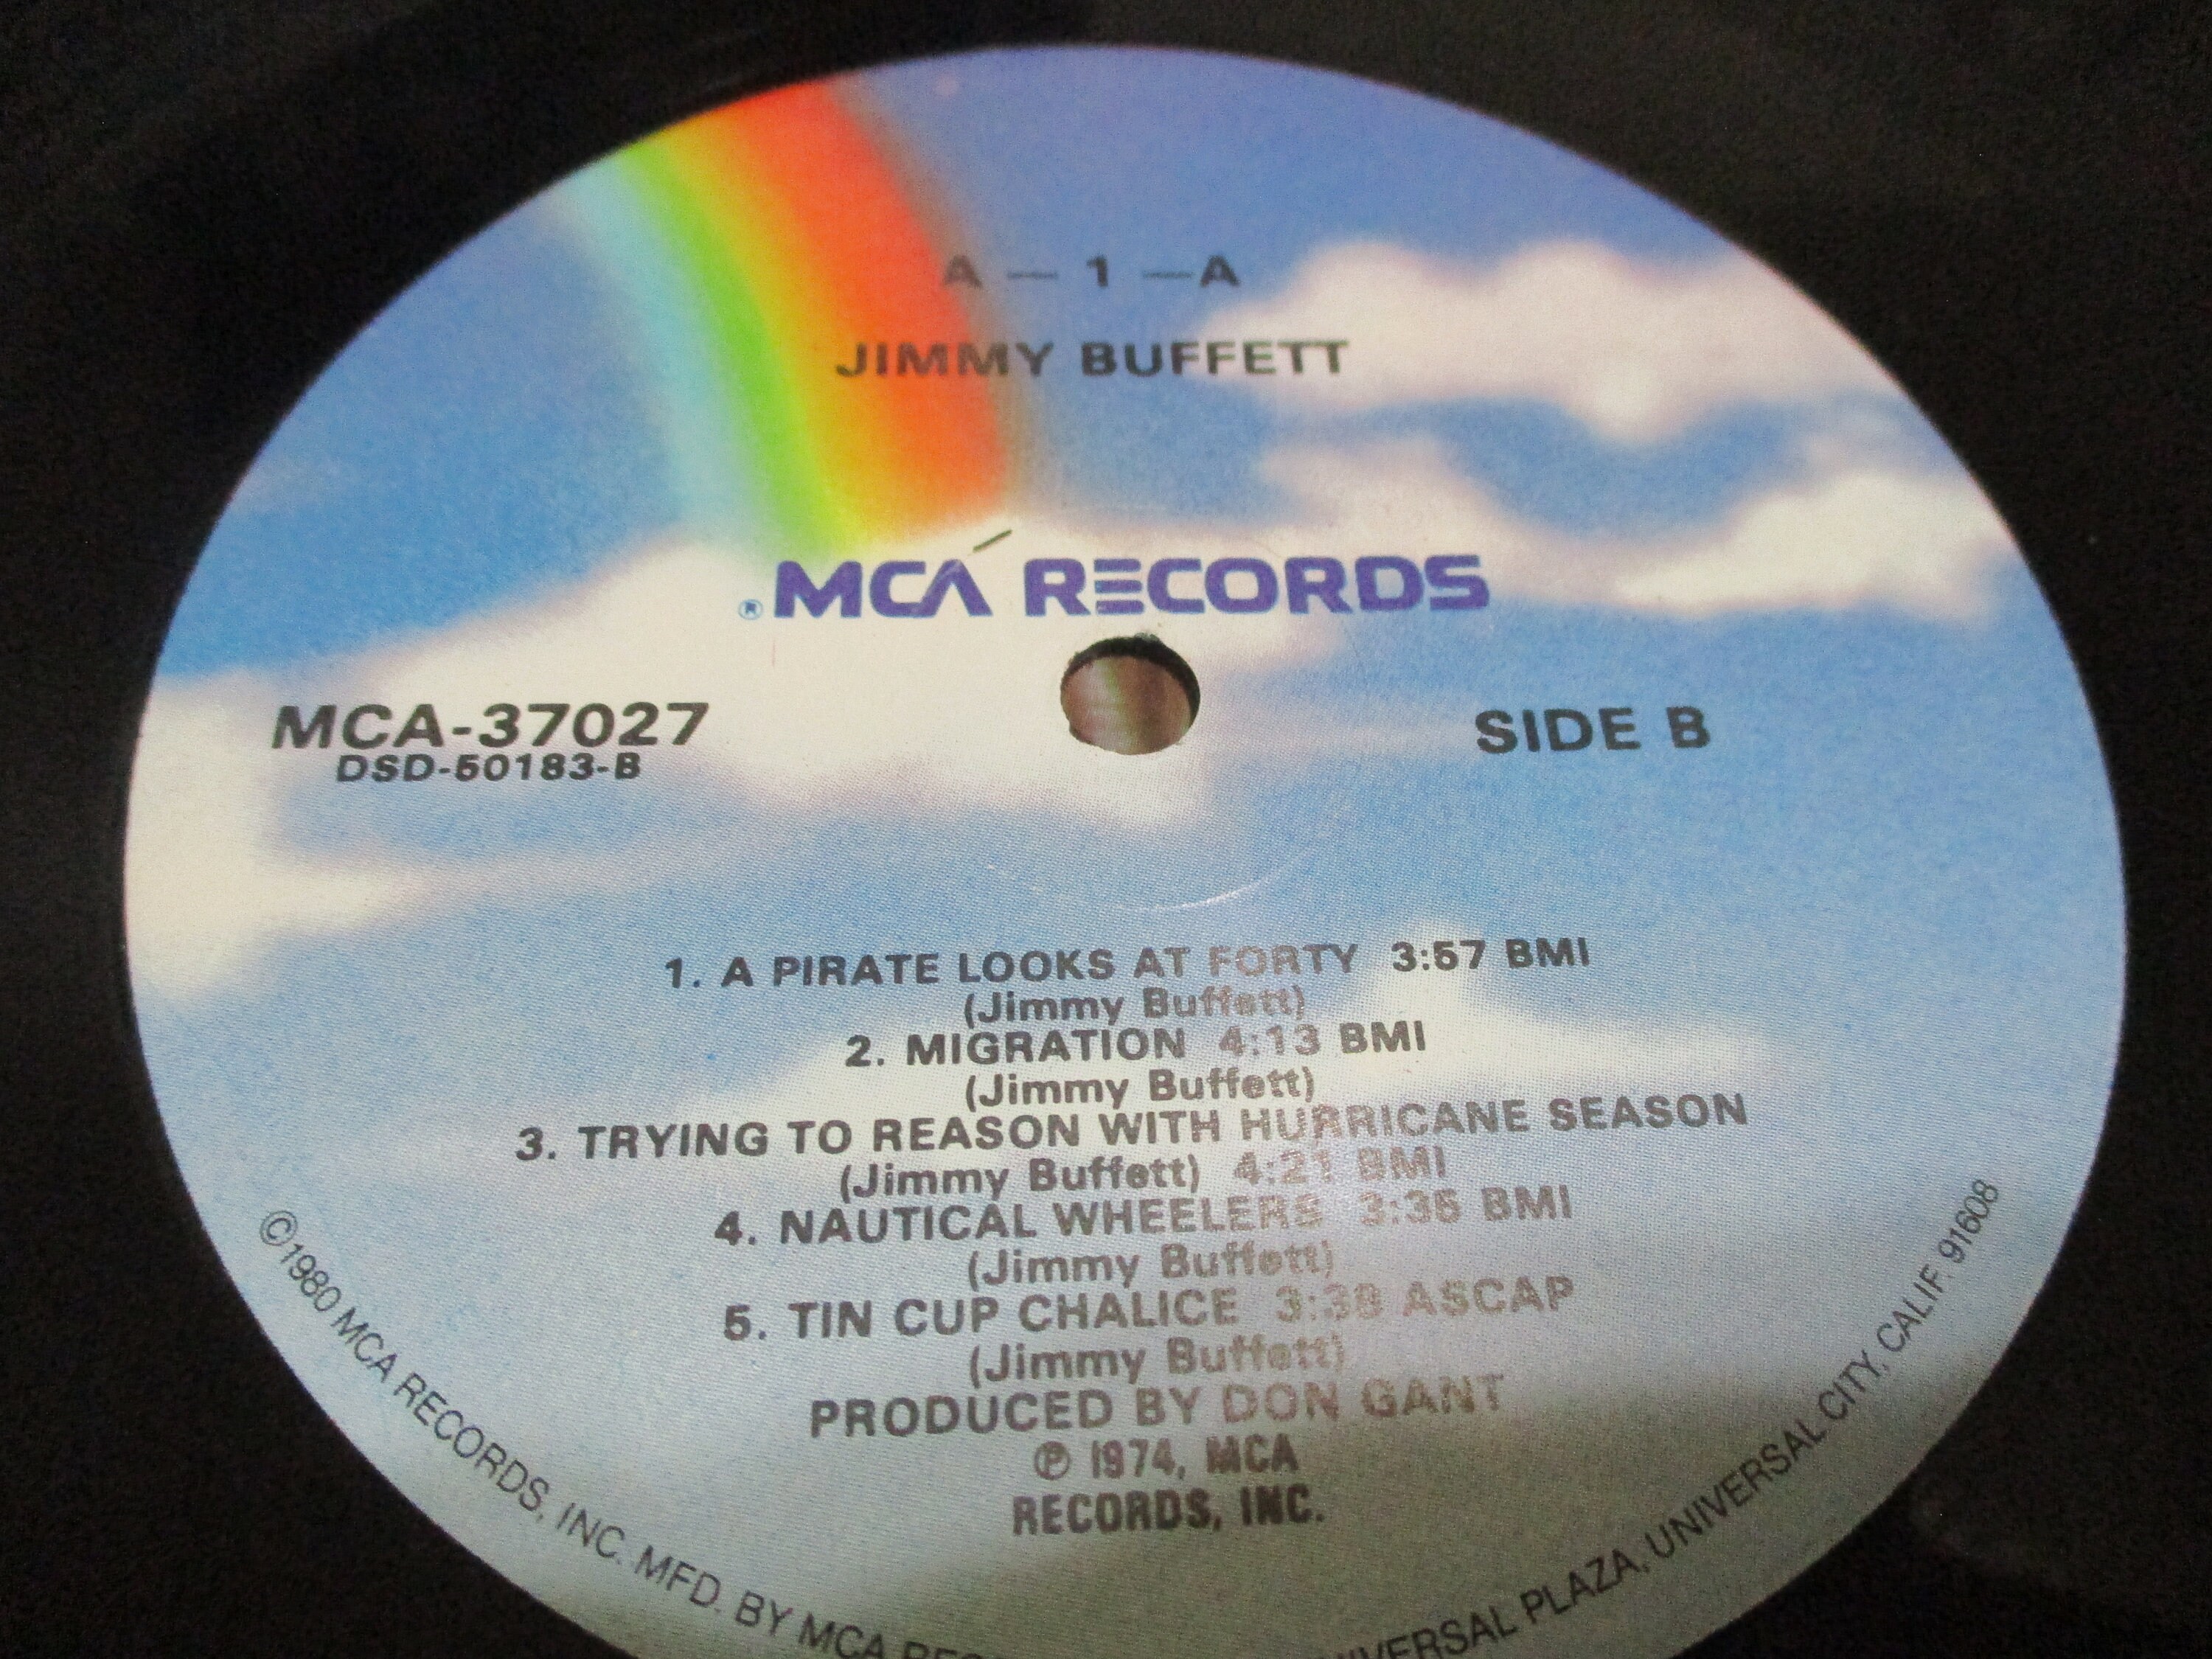 A — 1 — A
JIMMY BUFFETT
® MCA RECORDS
MCA-37027
DSD-50183-B
SIDE B
1. A PIRATE LOOKS AT FORTY 3:57 BMI
(Jimmy Buffett)
2. MIGRATION 4:13 BMI
(Jimmy Buffett)
3. TRYING TO REASON WITH HURRICANE SEASON
(Jimmy Buffett) 4:21 BMI
4. NAUTICAL WHEELERS 3:36 BMI
(Jimmy Buffett)
5. TIN CUP CHALICE 3:38 ASCAP
(Jimmy Buffett)
PRODUCED BY DON GANT
℗ 1974, MCA
RECORDS, INC.
©1980 MCA RECORDS, INC. MFD. BY MCA
UNIVERSAL PLAZA, UNIVERSAL CITY, CALIF. 91608